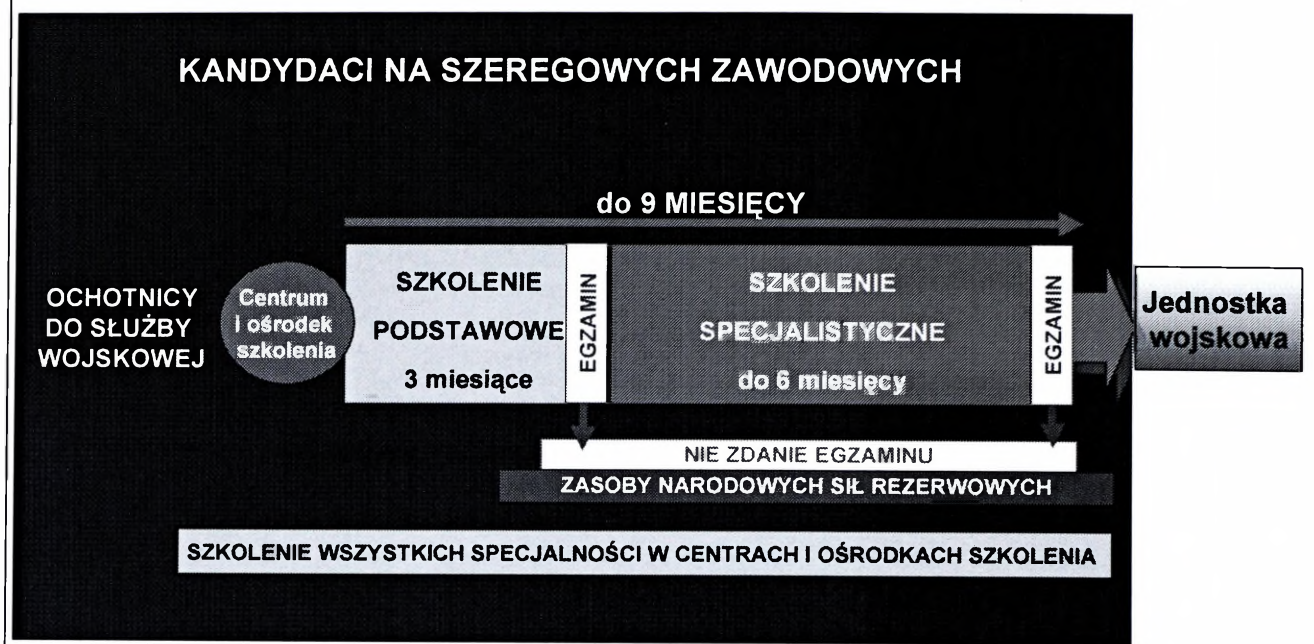 KANDYDACI NA SZEREGOWYCH ZAWODOWYCH
do 9 MIESIĘCY
OCHOTNICY
DO SŁUŻBY
WOJSKOWEJ
Centrum
i ośrodek
szkolenia
SZKOLENIE
PODSTAWOWE
3 miesiące
EGZAMIN
SZKOLENIE
SPECJALISTYCZNE
do 6 miesięcy
EGZAMIN
Jednostka
wojskowa
NIE ZDANIE EGZAMINU
ZASOBY NARODOWYCH SIŁ REZERWOWYCH
SZKOLENIE WSZYSTKICH SPECJALNOŚCI W CENTRACH I OŚRODKACH SZKOLENIA